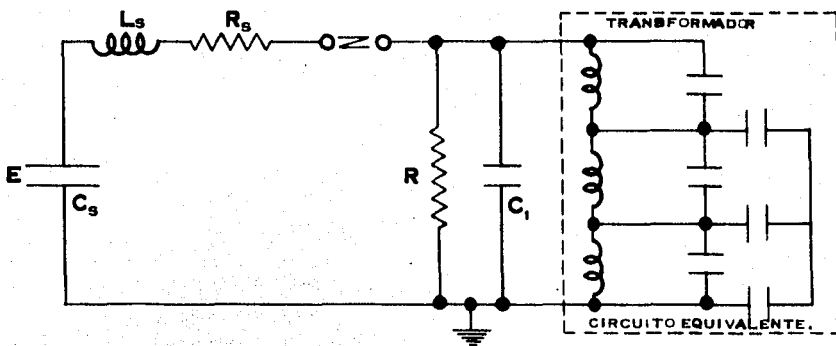 TRANSFORMADOR
Ls
Rs
E
Cs
R
C1
CIRCUITO EQUIVALENTE.